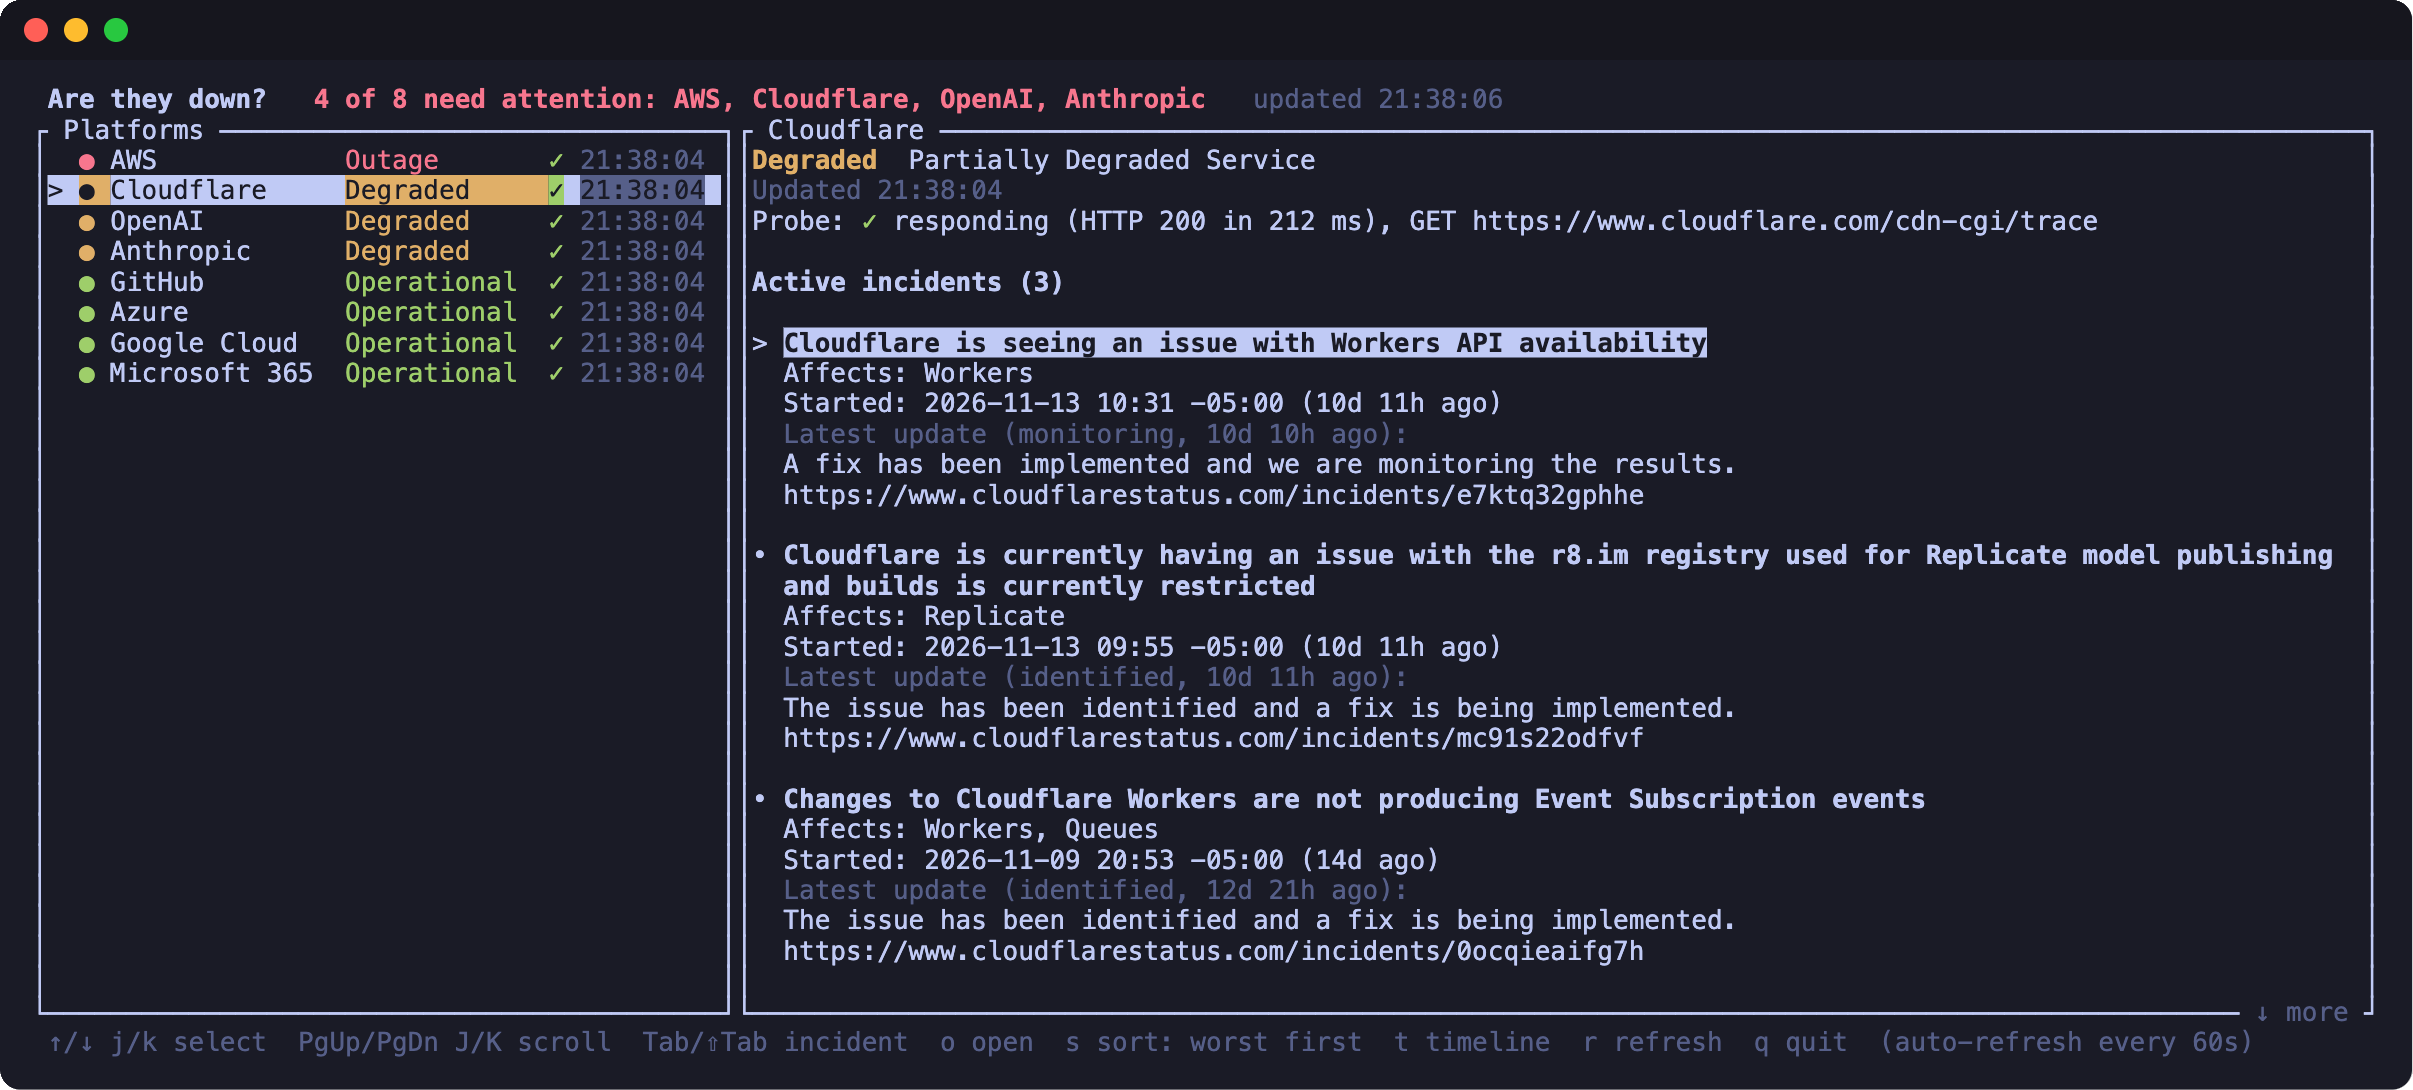 Are they down?   4 of 8 need attention: AWS, Cloudflare, OpenAI, Anthropic   updated 21:38:06
Platforms
● AWS Outage ✓ 21:38:04
> ● Cloudflare Degraded ✓ 21:38:04
● OpenAI Degraded ✓ 21:38:04
● Anthropic Degraded ✓ 21:38:04
● GitHub Operational ✓ 21:38:04
● Azure Operational ✓ 21:38:04
● Google Cloud Operational ✓ 21:38:04
● Microsoft 365 Operational ✓ 21:38:04
Cloudflare
Degraded  Partially Degraded Service
Updated 21:38:04
Probe: ✓ responding (HTTP 200 in 212 ms), GET https://www.cloudflare.com/cdn-cgi/trace
Active incidents (3)
> Cloudflare is seeing an issue with Workers API availability
Affects: Workers
Started: 2026-11-13 10:31 -05:00 (10d 11h ago)
Latest update (monitoring, 10d 10h ago):
A fix has been implemented and we are monitoring the results.
https://www.cloudflarestatus.com/incidents/e7ktq32gphhe
• Cloudflare is currently having an issue with the r8.im registry used for Replicate model publishing
and builds is currently restricted
Affects: Replicate
Started: 2026-11-13 09:55 -05:00 (10d 11h ago)
Latest update (identified, 10d 11h ago):
The issue has been identified and a fix is being implemented.
https://www.cloudflarestatus.com/incidents/mc91s22odfvf
• Changes to Cloudflare Workers are not producing Event Subscription events
Affects: Workers, Queues
Started: 2026-11-09 20:53 -05:00 (14d ago)
Latest update (identified, 12d 21h ago):
The issue has been identified and a fix is being implemented.
https://www.cloudflarestatus.com/incidents/0ocqieaifg7h
↓ more
↑/↓ j/k select  PgUp/PgDn J/K scroll  Tab/⇧Tab incident  o open  s sort: worst first  t timeline  r refresh  q quit  (auto-refresh every 60s)